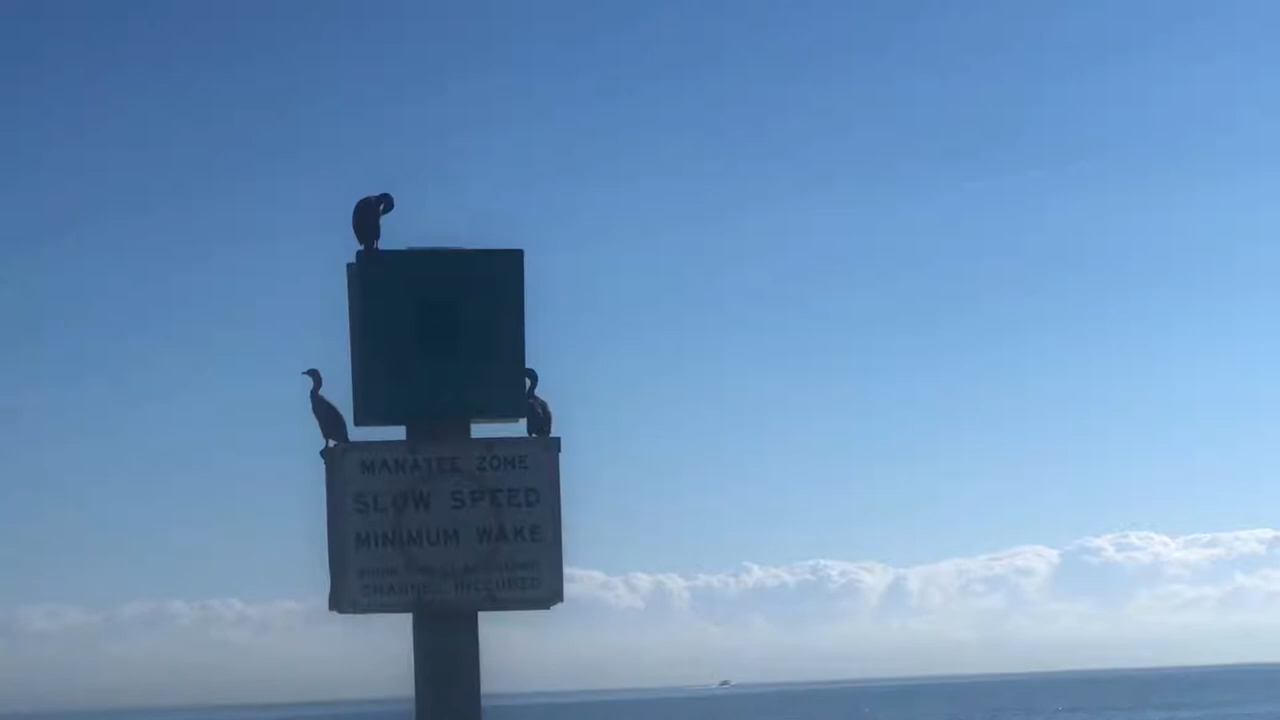 MANATEE ZONE
SLOW SPEED
MINIMUM WAKE
CHANNEL INCLUDED